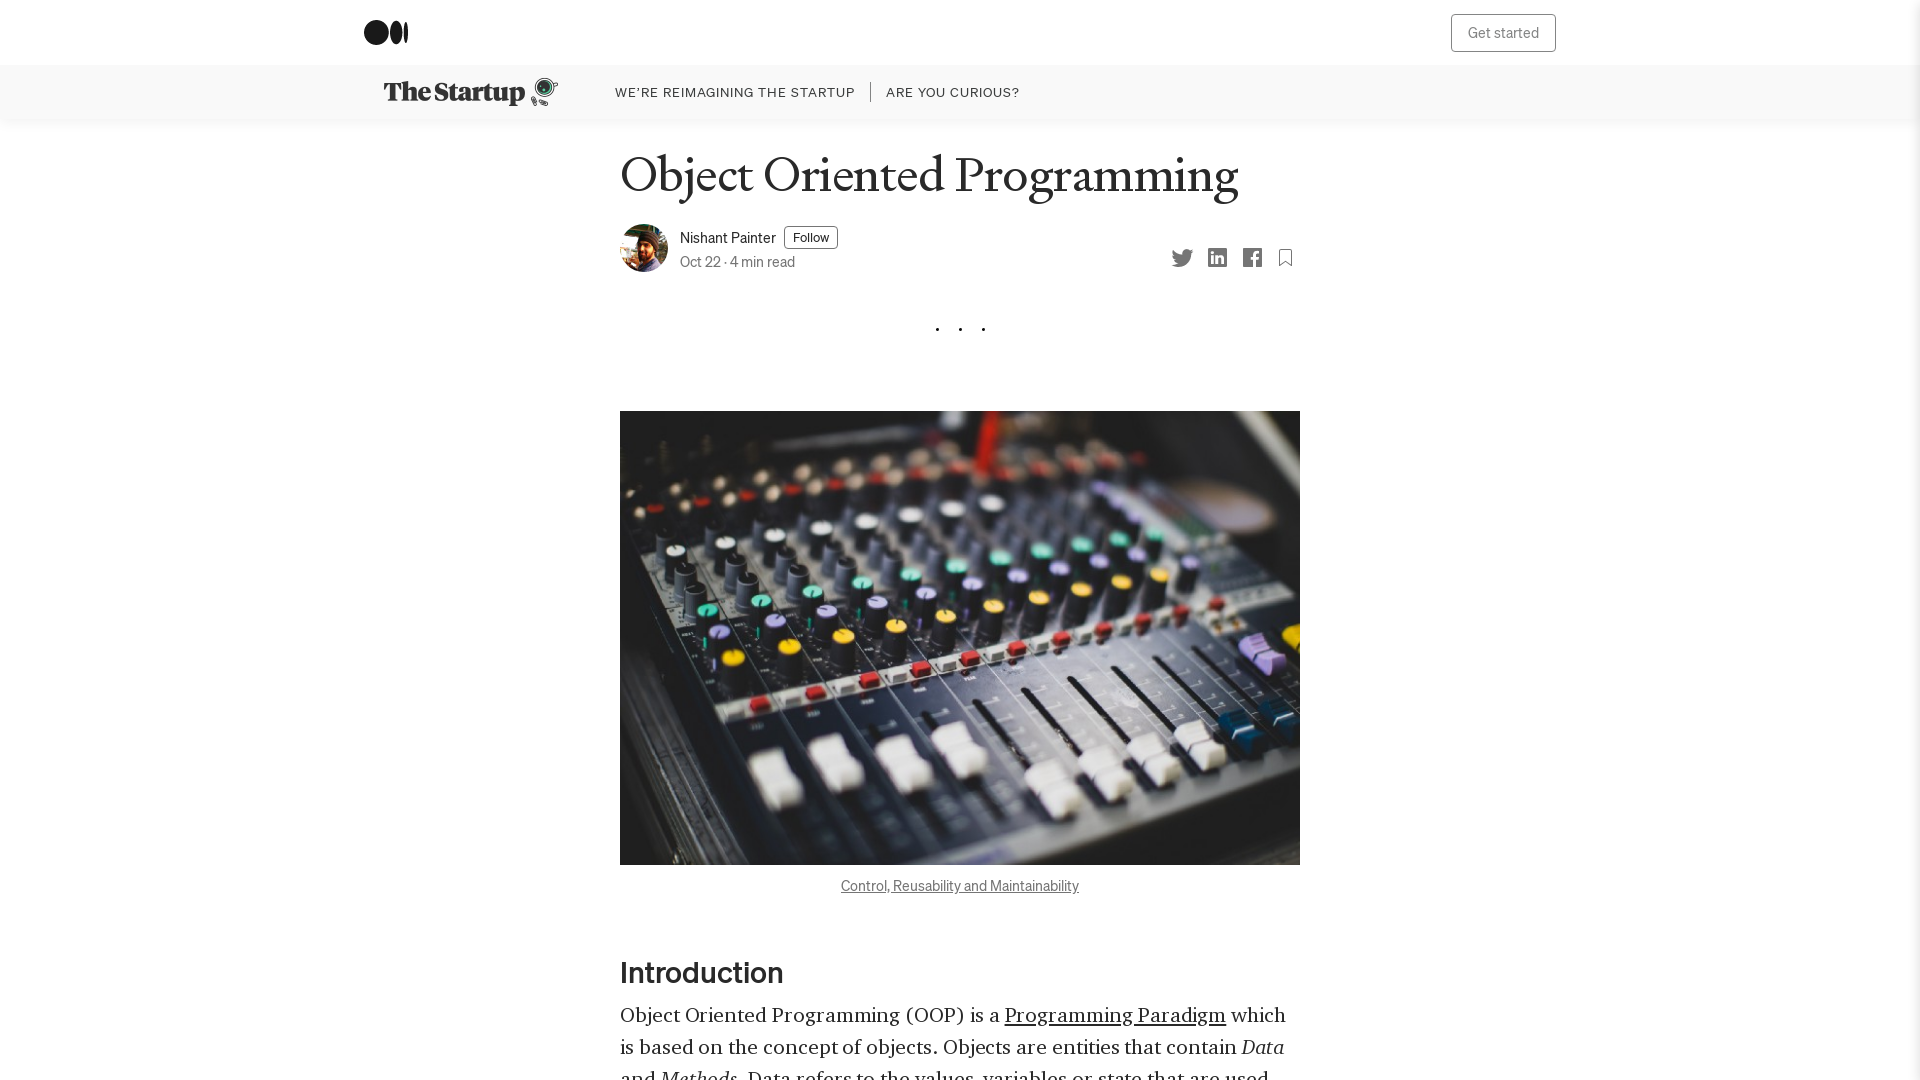 Get started
The Startup
WE'RE REIMAGINING THE STARTUP
ARE YOU CURIOUS?
Object Oriented Programming
Nishant Painter Follow
Oct 22 · 4 min read
. . .
Control, Reusability and Maintainability
Introduction
Object Oriented Programming (OOP) is a Programming Paradigm which
is based on the concept of objects. Objects are entities that contain Data
and Methods. Data refers to the values, variables or state that are used